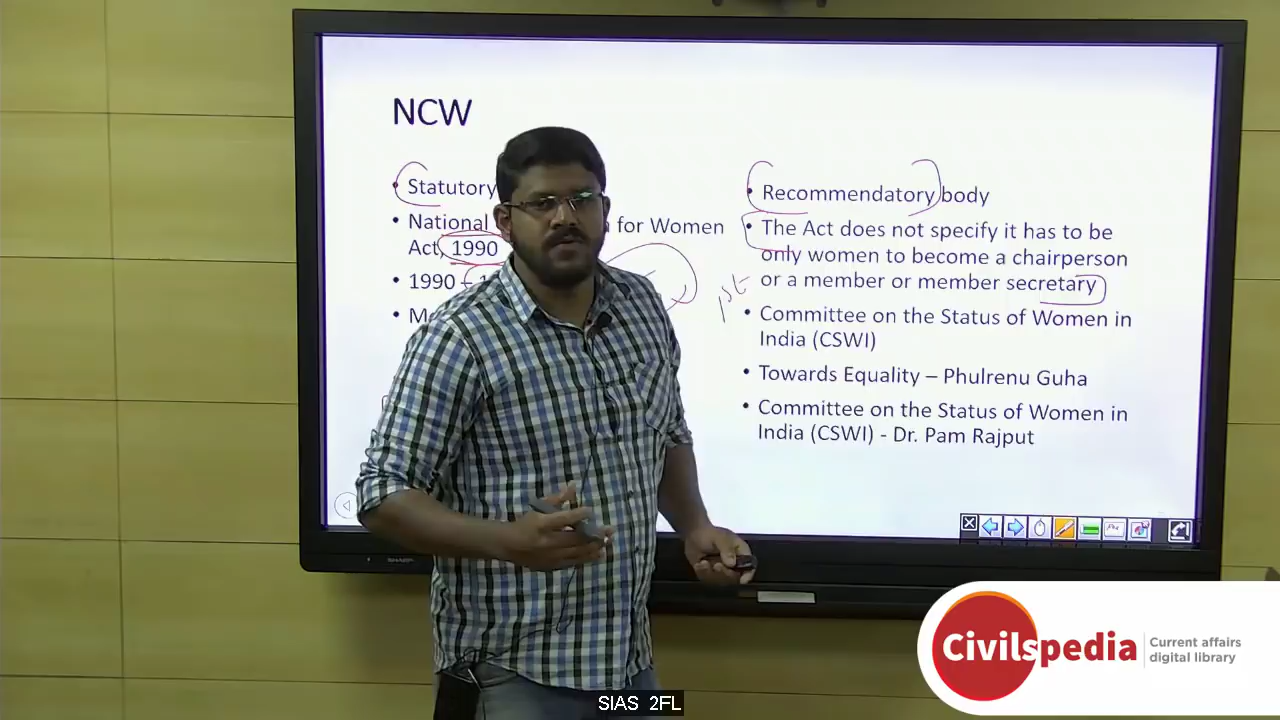 NCW
• Statutory
• National for Women
Act, 1990
• 1990 –
•
• Recommendatory body
• The Act does not specify it has to be
only women to become a chairperson
or a member or member secretary
1st
• Committee on the Status of Women in
India (CSWI)
• Towards Equality – Phulrenu Guha
• Committee on the Status of Women in
India (CSWI) - Dr. Pam Rajput
SHARP
Civilspedia
Current affairs
digital library
SIAS 2FL